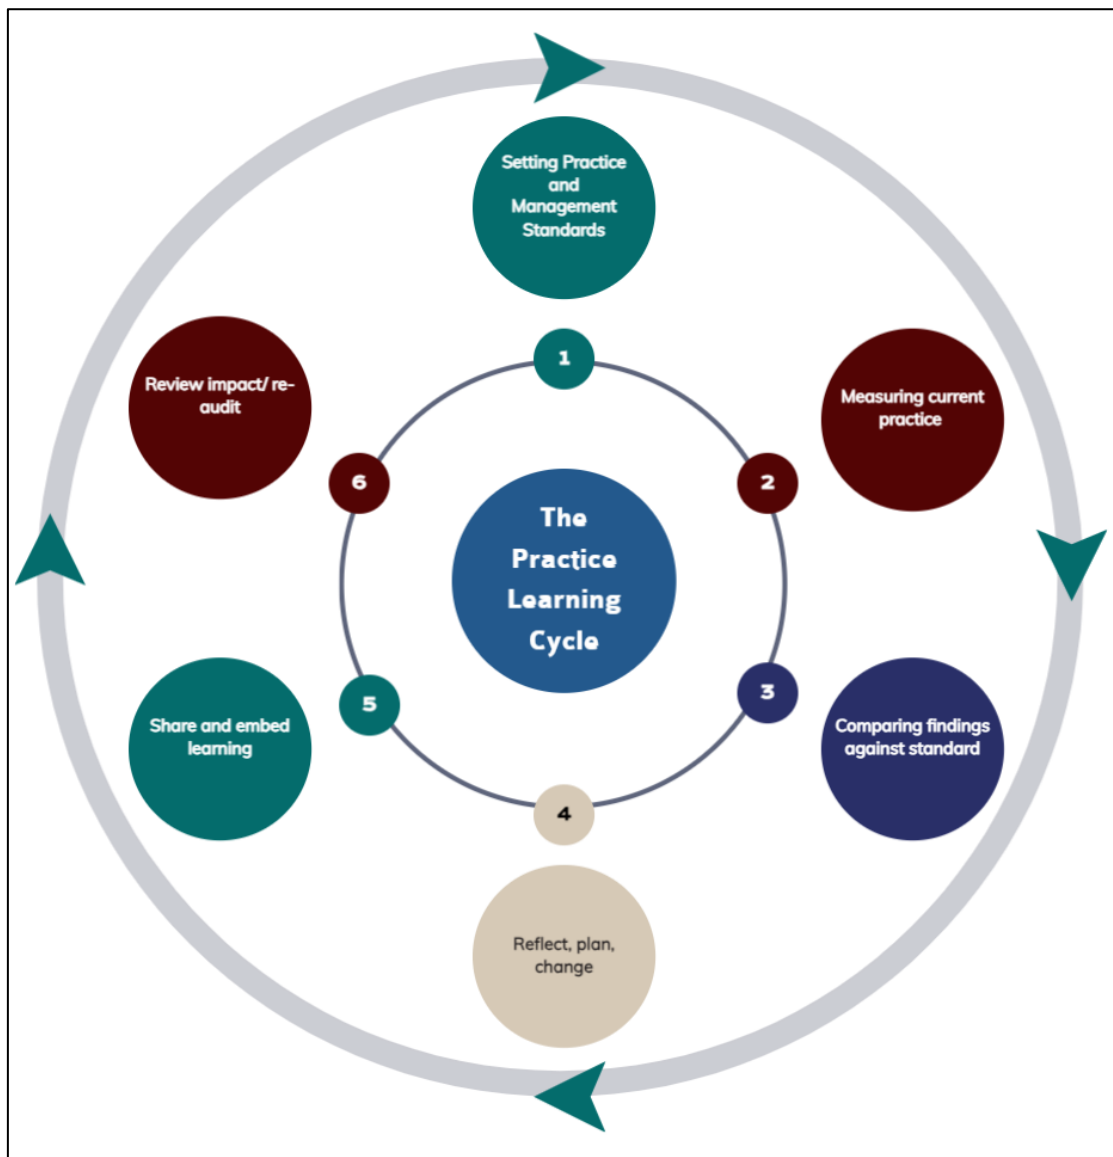 Setting Practice
and
Management
Standards
1
Measuring current
practice
2
3
Comparing findings
against standard
4
Reflect, plan,
change
5
Share and embed
learning
6
Review impact/ re-
audit
The
Practice
Learning
Cycle